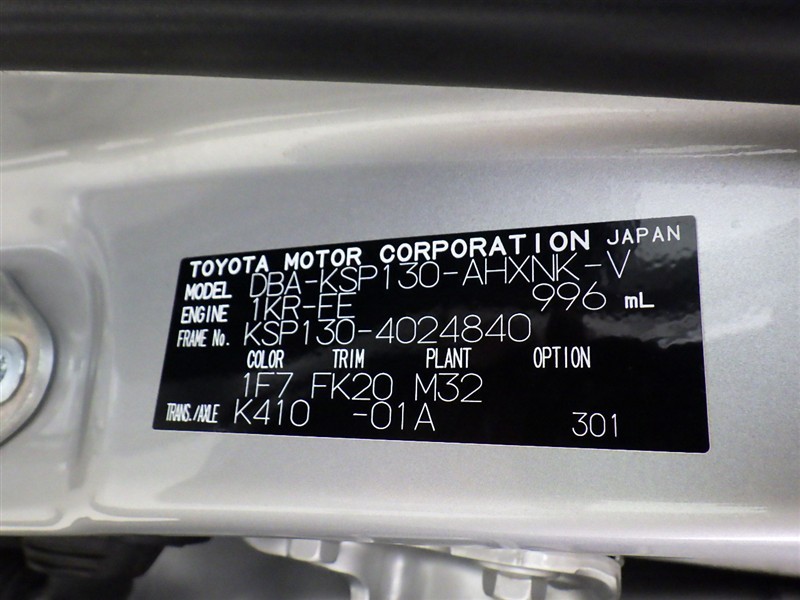 TOYOTA MOTOR CORPORATION JAPAN
MODEL DBA-KSP130-AHXNK-V
ENGINE 1KR-FE 996 mL
FRAME No. KSP130-4024840
COLOR TRIM PLANT OPTION
1F7 FK20 M32
TRANS./AXLE K410 -01A 301